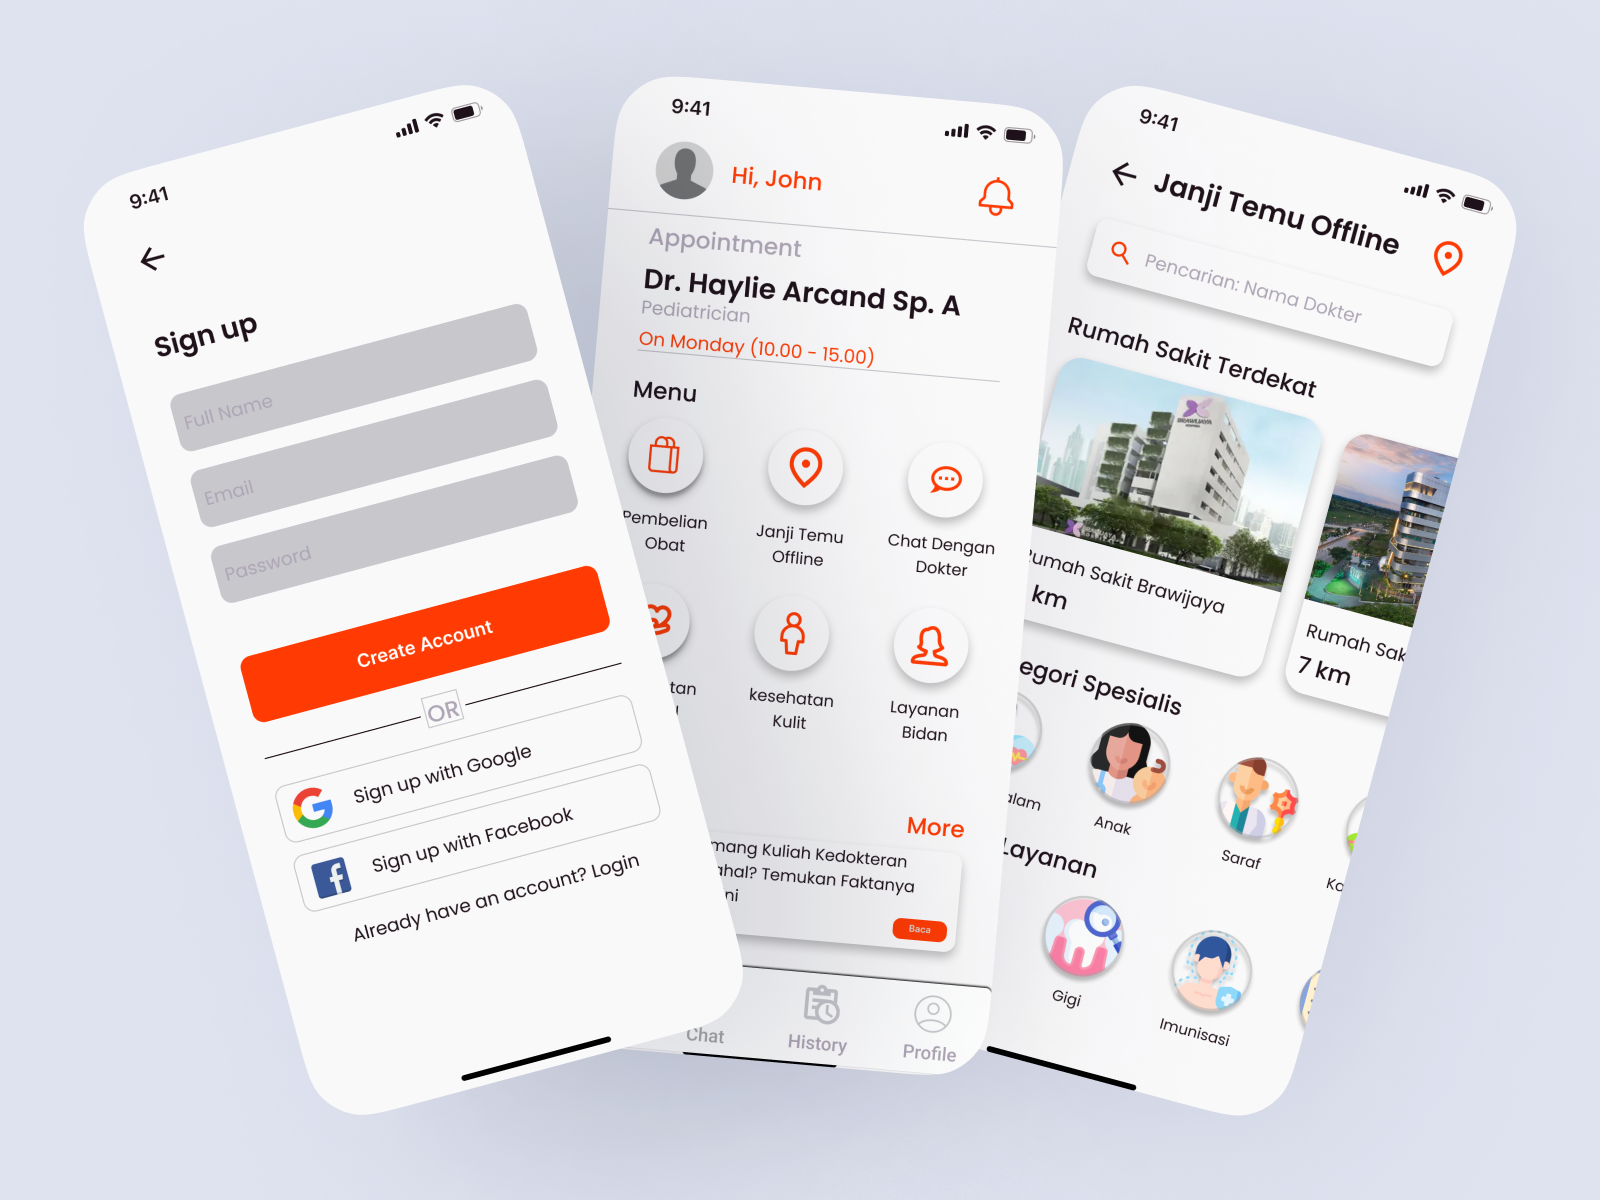 9:41
Sign up
Full Name
Email
Password
Create Account
OR
Sign up with Google
Sign up with Facebook
Already have an account? Login
9:41
Hi, John
Appointment
Dr. Haylie Arcand Sp. A
Pediatrician
On Monday (10.00 - 15.00)
Menu
Pembelian
Obat
Janji Temu
Offline
Chat Dengan
Dokter
tan
kesehatan
Kulit
Layanan
Bidan
More
mang Kuliah Kedokteran
ahal? Temukan Faktanya
ni
Baca
Chat
History
Profile
9:41
Janji Temu Offline
Pencarian: Nama Dokter
Rumah Sakit Terdekat
BRAWIJAYA
Rumah Sakit Brawijaya
km
Rumah Sak
7 km
egori Spesialis
alam
Anak
Saraf
Ka
Layanan
Gigi
Imunisasi